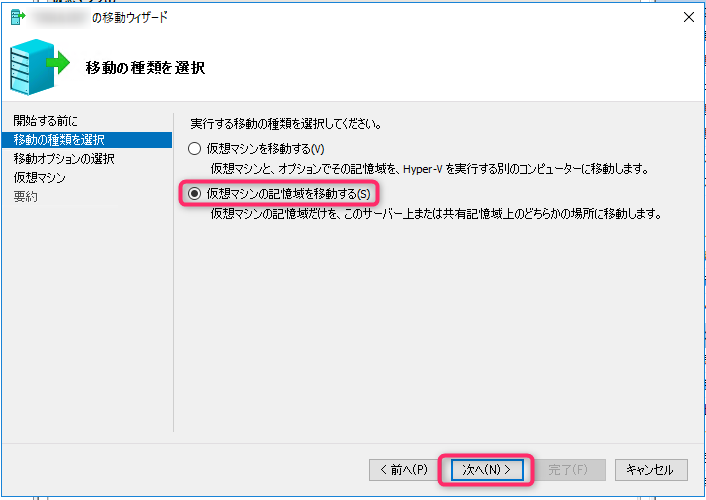 の移動ウィザード
移動の種類を選択
開始する前に
移動の種類を選択
移動オプションの選択
仮想マシン
要約
実行する移動の種類を選択してください。
仮想マシンを移動する(V)
仮想マシンと、オプションでその記憶域を、Hyper-V を実行する別のコンピューターに移動します。
仮想マシンの記憶域を移動する(S)
仮想マシンの記憶域だけを、このサーバー上または共有記憶域上のどちらかの場所に移動します。
< 前へ(P)
次へ(N) >
完了(F)
キャンセル